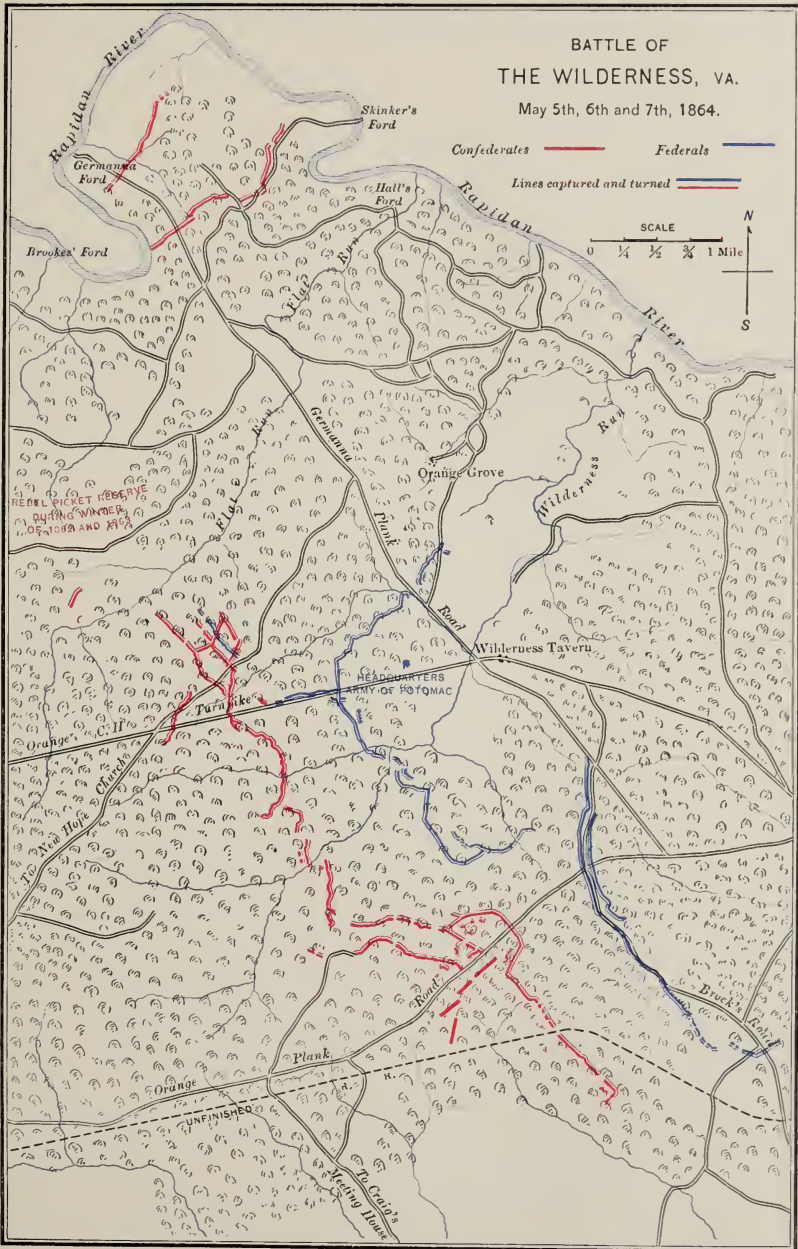 BATTLE OF
THE WILDERNESS, VA.
May 5th, 6th and 7th, 1864.
Confederates
Federals
Lines captured and turned
SCALE
0 ¼ ½ ¾ 1 Mile
N
S
Rapidan River
Skinker's
Ford
Germanna
Ford
Hall's
Ford
Rapidan
River
Brookes' Ford
Flat Run
Germanna
Plank
Road
Flat Run
Orange Grove
Wilderness Run
REBEL PICKET RESERVE
DURING WINTER
OF 1862 AND 1863
Wilderness Tavern
HEADQUARTERS
ARMY OF POTOMAC
Orange C. H. Turnpike
To New Hope Church
Brock's Road
Orange Plank Road
UNFINISHED R. R.
To Craig's
Meeting House